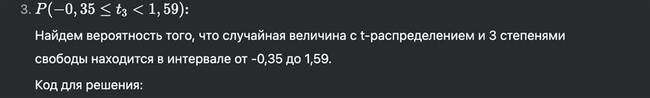 3. P(−0,35 ≤ t₃ < 1,59):
Найдем вероятность того, что случайная величина с t-распределением и 3 степенями
свободы находится в интервале от -0,35 до 1,59.
Код для решения: